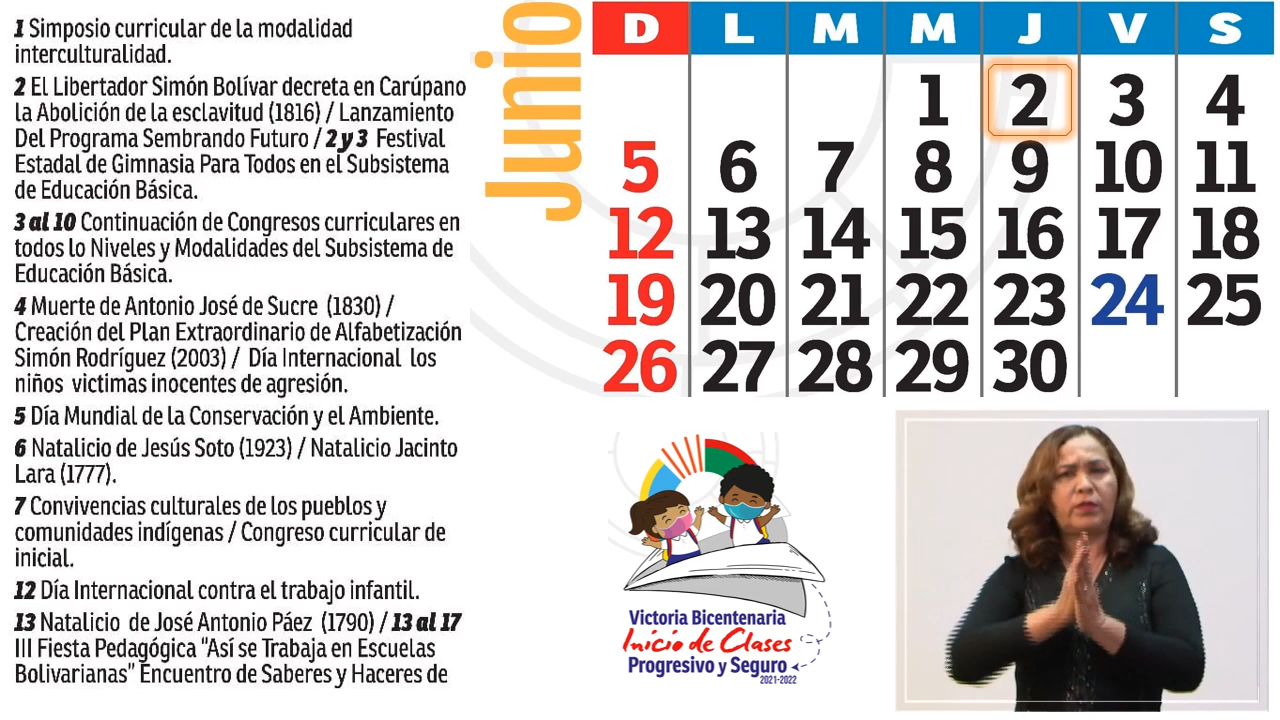 1 Simposio curricular de la modalidad
interculturalidad.
2 El Libertador Simón Bolívar decreta en Carúpano
la Abolición de la esclavitud (1816) / Lanzamiento
Del Programa Sembrando Futuro / 2 y 3 Festival
Estadal de Gimnasia Para Todos en el Subsistema
de Educación Básica.
3 al 10 Continuación de Congresos curriculares en
todos lo Niveles y Modalidades del Subsistema de
Educación Básica.
4 Muerte de Antonio José de Sucre (1830) /
Creación del Plan Extraordinario de Alfabetización
Simón Rodríguez (2003) / Día Internacional los
niños victimas inocentes de agresión.
5 Día Mundial de la Conservación y el Ambiente.
6 Natalicio de Jesús Soto (1923) / Natalicio Jacinto
Lara (1777).
7 Convivencias culturales de los pueblos y
comunidades indígenas / Congreso curricular de
inicial.
12 Día Internacional contra el trabajo infantil.
13 Natalicio de José Antonio Páez (1790) / 13 al 17
III Fiesta Pedagógica "Así se Trabaja en Escuelas
Bolivarianas" Encuentro de Saberes y Haceres de
Junio
D L M M J V S
1 2 3 4
5 6 7 8 9 10 11
12 13 14 15 16 17 18
19 20 21 22 23 24 25
26 27 28 29 30
Victoria Bicentenaria
Inicio de Clases
Progresivo y Seguro
2021-2022